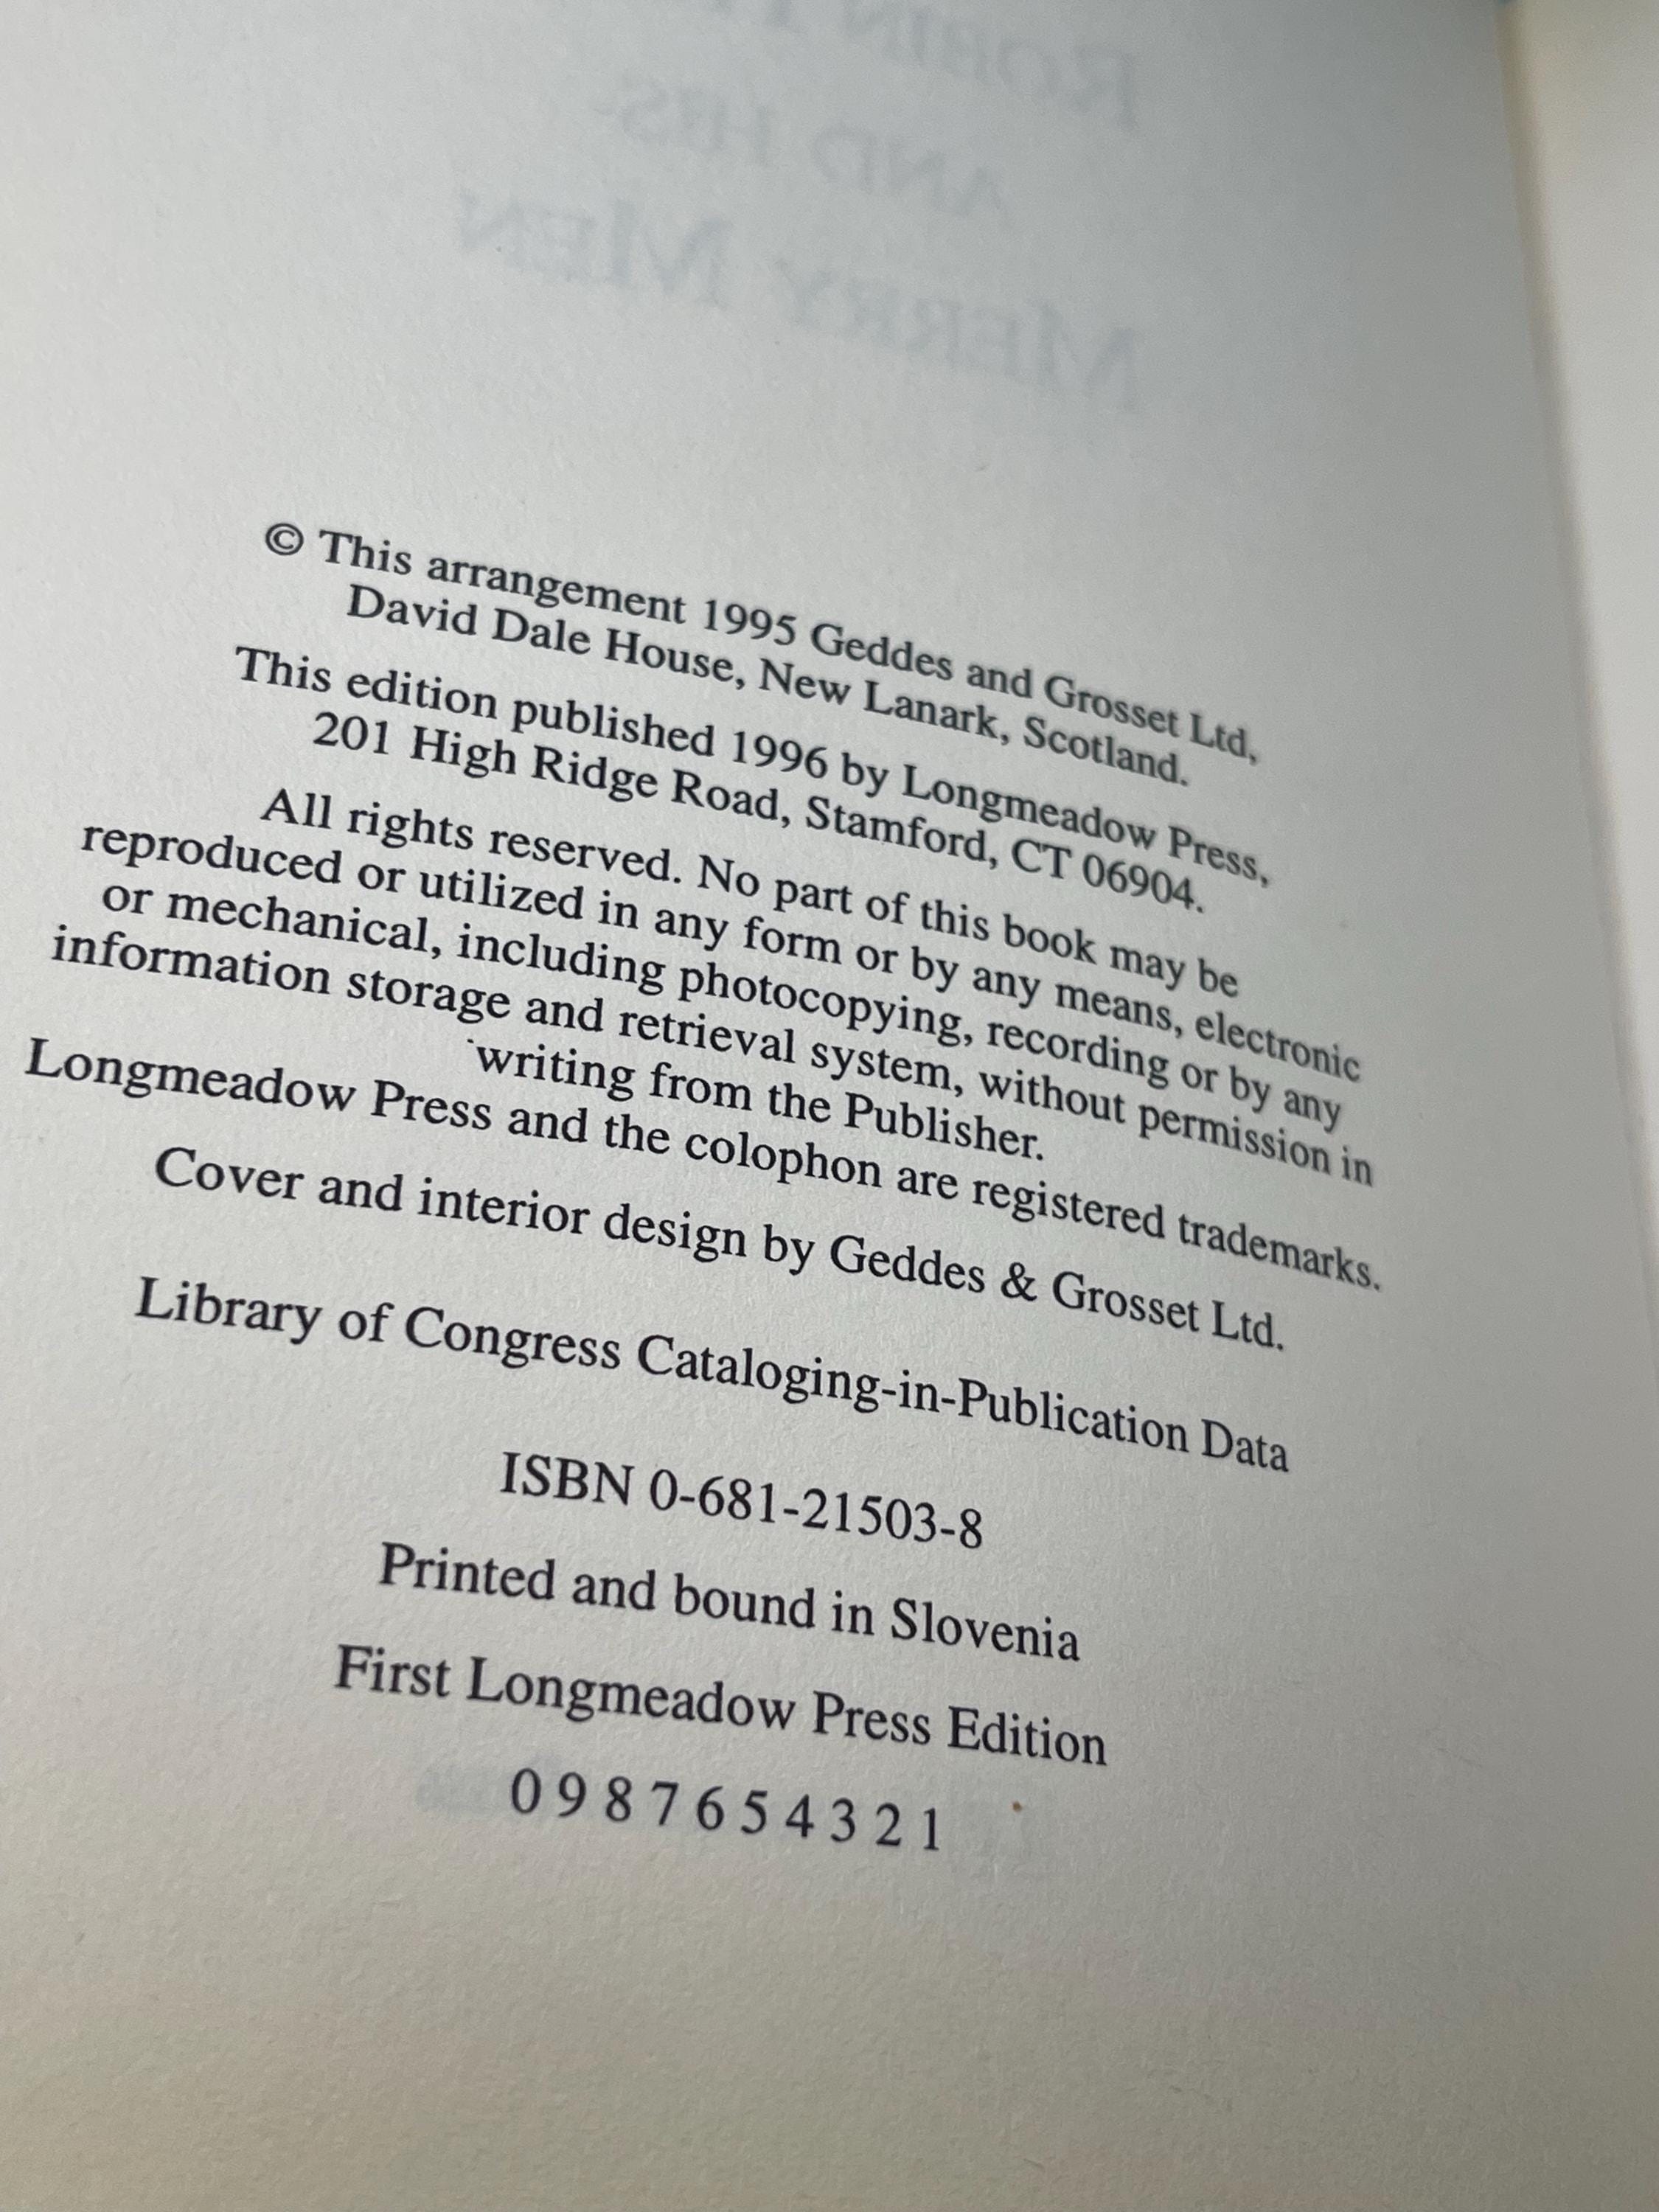 ROBIN
AND HIS
MERRY MEN
© This arrangement 1995 Geddes and Grosset Ltd,
David Dale House, New Lanark, Scotland.
This edition published 1996 by Longmeadow Press,
201 High Ridge Road, Stamford, CT 06904.
All rights reserved. No part of this book may be
reproduced or utilized in any form or by any means, electronic
or mechanical, including photocopying, recording or by any
information storage and retrieval system, without permission in
writing from the Publisher.
Longmeadow Press and the colophon are registered trademarks.
Cover and interior design by Geddes & Grosset Ltd.
Library of Congress Cataloging-in-Publication Data
ISBN 0-681-21503-8
Printed and bound in Slovenia
First Longmeadow Press Edition
0 9 8 7 6 5 4 3 2 1